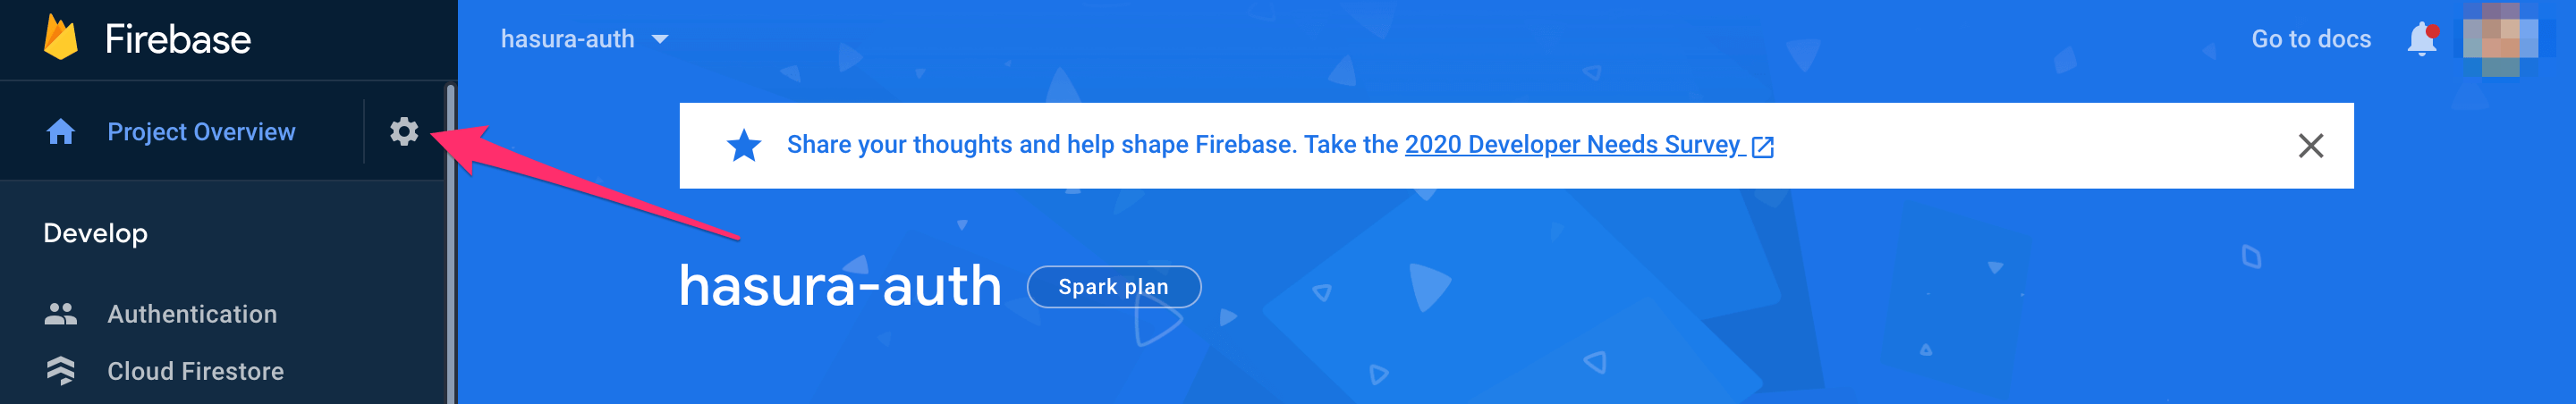 Firebase
Project Overview
Develop
Authentication
Cloud Firestore
hasura-auth
Go to docs
Share your thoughts and help shape Firebase. Take the 2020 Developer Needs Survey
hasura-auth
Spark plan